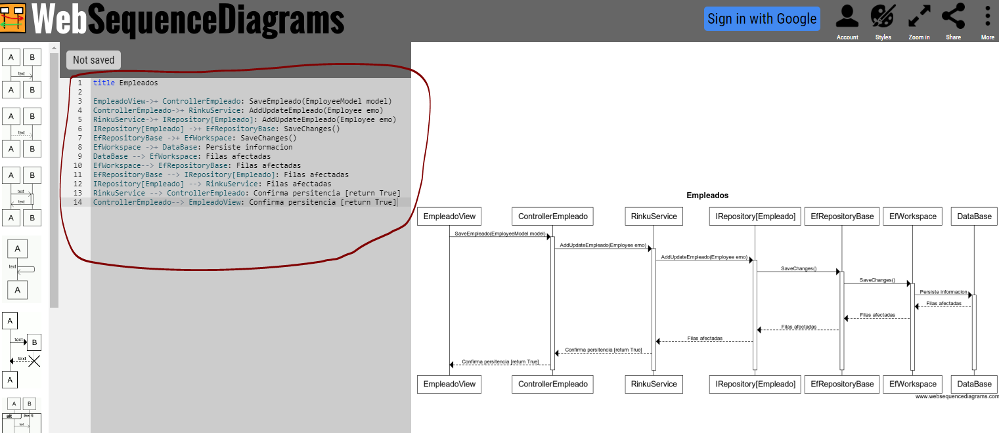 WebSequenceDiagrams
Sign in with Google
Account
Styles
Zoom in
Share
More
Not saved
A B
text
A B
A B
text
A B
A B
text
text
A B
A
text
A
A
text
B
text
A
A B
alt [text]
text
1 title Empleados
2
3 EmpleadoView->+ ControllerEmpleado: SaveEmpleado(EmployeeModel model)
4 ControllerEmpleado->+ RinkuService: AddUpdateEmpleado(Employee emo)
5 RinkuService->+ IRepository[Empleado]: AddUpdateEmpleado(Employee emo)
6 IRepository[Empleado] ->+ EfRepositoryBase: SaveChanges()
7 EfRepositoryBase ->+ EfWorkspace: SaveChanges()
8 EfWorkspace ->+ DataBase: Persiste informacion
9 DataBase --> EfWorkspace: Filas afectadas
10 EfWorkspace--> EfRepositoryBase: Filas afectadas
11 EfRepositoryBase --> IRepository[Empleado]: Filas afectadas
12 IRepository[Empleado] --> RinkuService: Filas afectadas
13 RinkuService --> ControllerEmpleado: Confirma persitencia [return True]
14 ControllerEmpleado--> EmpleadoView: Confirma persitencia [return True]
Empleados
EmpleadoView ControllerEmpleado RinkuService IRepository[Empleado] EfRepositoryBase EfWorkspace DataBase
SaveEmpleado(EmployeeModel model)
AddUpdateEmpleado(Employee emo)
AddUpdateEmpleado(Employee emo)
SaveChanges()
SaveChanges()
Persiste informacion
Filas afectadas
Filas afectadas
Filas afectadas
Filas afectadas
Confirma persitencia [return True]
Confirma persitencia [return True]
EmpleadoView ControllerEmpleado RinkuService IRepository[Empleado] EfRepositoryBase EfWorkspace DataBase
www.websequencediagrams.com